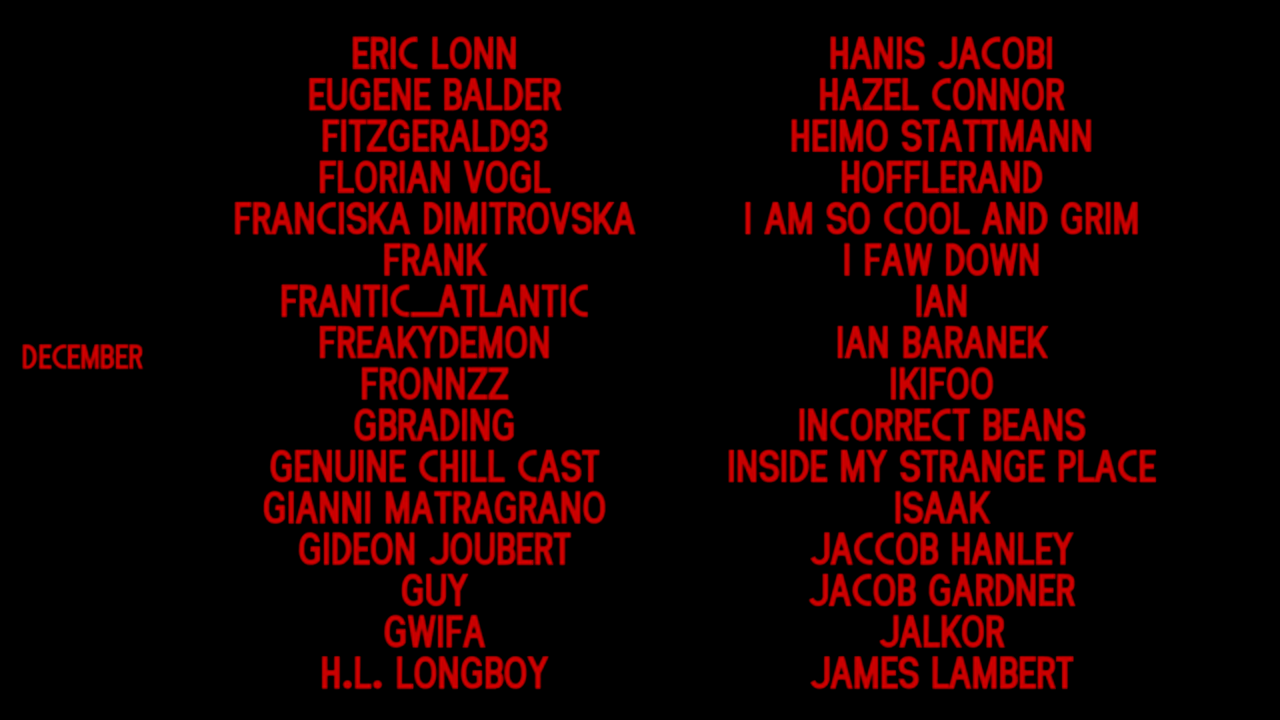 DECEMBER
ERIC LONN
EUGENE BALDER
FITZGERALD93
FLORIAN VOGL
FRANCISKA DIMITROVSKA
FRANK
FRANTIC_ATLANTIC
FREAKYDEMON
FRONNZZ
GBRADING
GENUINE CHILL CAST
GIANNI MATRAGRANO
GIDEON JOUBERT
GUY
GWIFA
H.L. LONGBOY
HANIS JACOBI
HAZEL CONNOR
HEIMO STATTMANN
HOFFLERAND
I AM SO COOL AND GRIM
I FAW DOWN
IAN
IAN BARANEK
IKIFOO
INCORRECT BEANS
INSIDE MY STRANGE PLACE
ISAAK
JACCOB HANLEY
JACOB GARDNER
JALKOR
JAMES LAMBERT